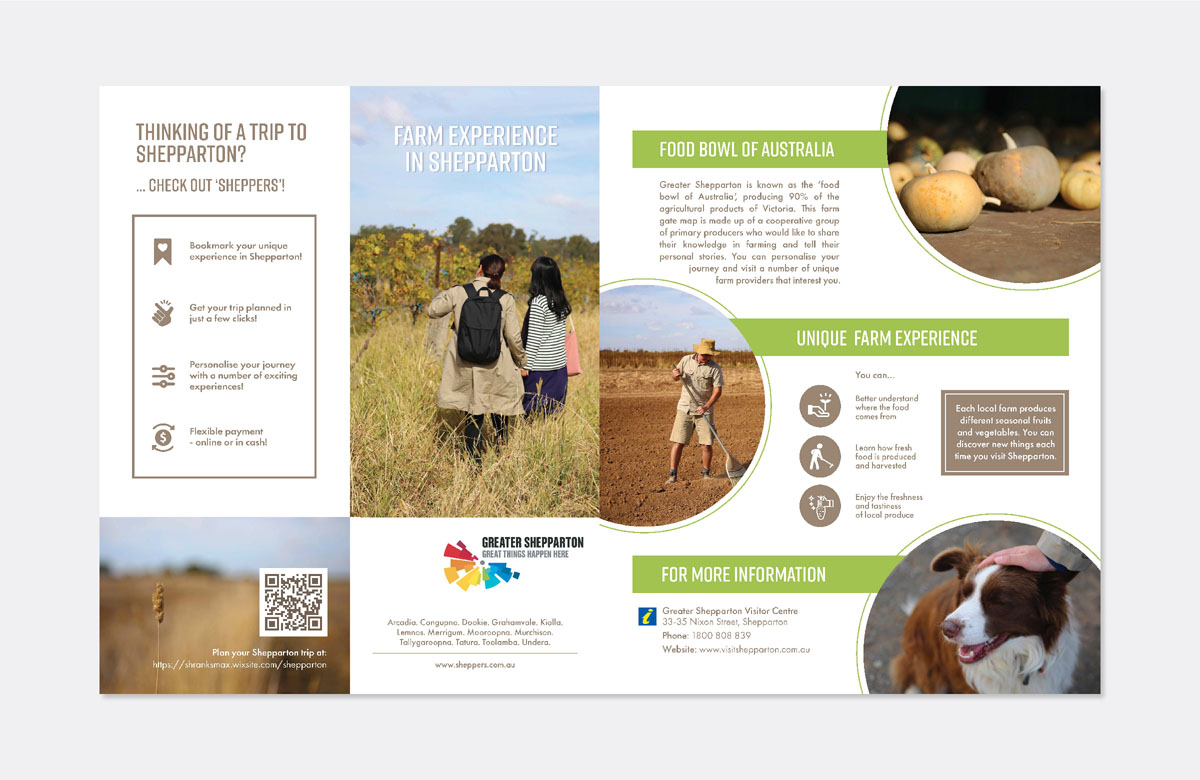 THINKING OF A TRIP TO
SHEPPARTON?
... CHECK OUT 'SHEPPERS'!
Bookmark your unique
experience in Shepparton!
Get your trip planned in
just a few clicks!
Personalise your journey
with a number of exciting
experiences!
Flexible payment
- online or in cash!
Plan your Shepparton trip at:
https://shranksmax.wixsite.com/shepparton
FARM EXPERIENCE
IN SHEPPARTON
GREATER SHEPPARTON
GREAT THINGS HAPPEN HERE
Arcadia. Congupna. Dookie. Grahamvale. Kialla.
Lemnos. Merrigum. Mooroopna. Murchison.
Tallygaroopna. Tatura. Toolamba. Undera.
www.sheppers.com.au
FOOD BOWL OF AUSTRALIA
Greater Shepparton is known as the 'food
bowl of Australia', producing 90% of the
agricultural products of Victoria. This farm
gate map is made up of a cooperative group
of primary producers who would like to share
their knowledge in farming and tell their
personal stories. You can personalise your
journey and visit a number of unique
farm providers that interest you.
UNIQUE FARM EXPERIENCE
You can...
Better understand
where the food
comes from
Learn how fresh
food is produced
and harvested
Enjoy the freshness
and tastiness
of local produce
Each local farm produces
different seasonal fruits
and vegetables. You can
discover new things each
time you visit Shepparton.
FOR MORE INFORMATION
i
Greater Shepparton Visitor Centre
33-35 Nixon Street, Shepparton
Phone: 1800 808 839
Website: www.visitshepparton.com.au